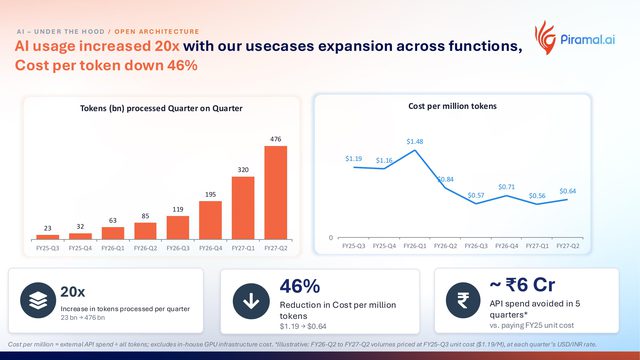 AI – UNDER THE HOOD / OPEN ARCHITECTURE
AI usage increased 20x with our usecases expansion across functions,
Cost per token down 46%
Piramal.ai
Tokens (bn) processed Quarter on Quarter
23
32
63
85
119
195
320
476
FY25-Q3 FY25-Q4 FY26-Q1 FY26-Q2 FY26-Q3 FY26-Q4 FY27-Q1 FY27-Q2
Cost per million tokens
$1.19
$1.16
$1.48
$0.84
$0.57
$0.71
$0.56
$0.64
0
FY25-Q3 FY25-Q4 FY26-Q1 FY26-Q2 FY26-Q3 FY26-Q4 FY27-Q1 FY27-Q2
20x
Increase in tokens processed per quarter
23 bn → 476 bn
46%
Reduction in Cost per million
tokens
$1.19 → $0.64
₹
~ ₹6 Cr
API spend avoided in 5
quarters*
vs. paying FY25 unit cost
Cost per million = external API spend ÷ all tokens; excludes in-house GPU infrastructure cost. *Illustrative: FY26-Q2 to FY27-Q2 volumes priced at FY25-Q3 unit cost ($1.19/M), at each quarter's USD/INR rate.